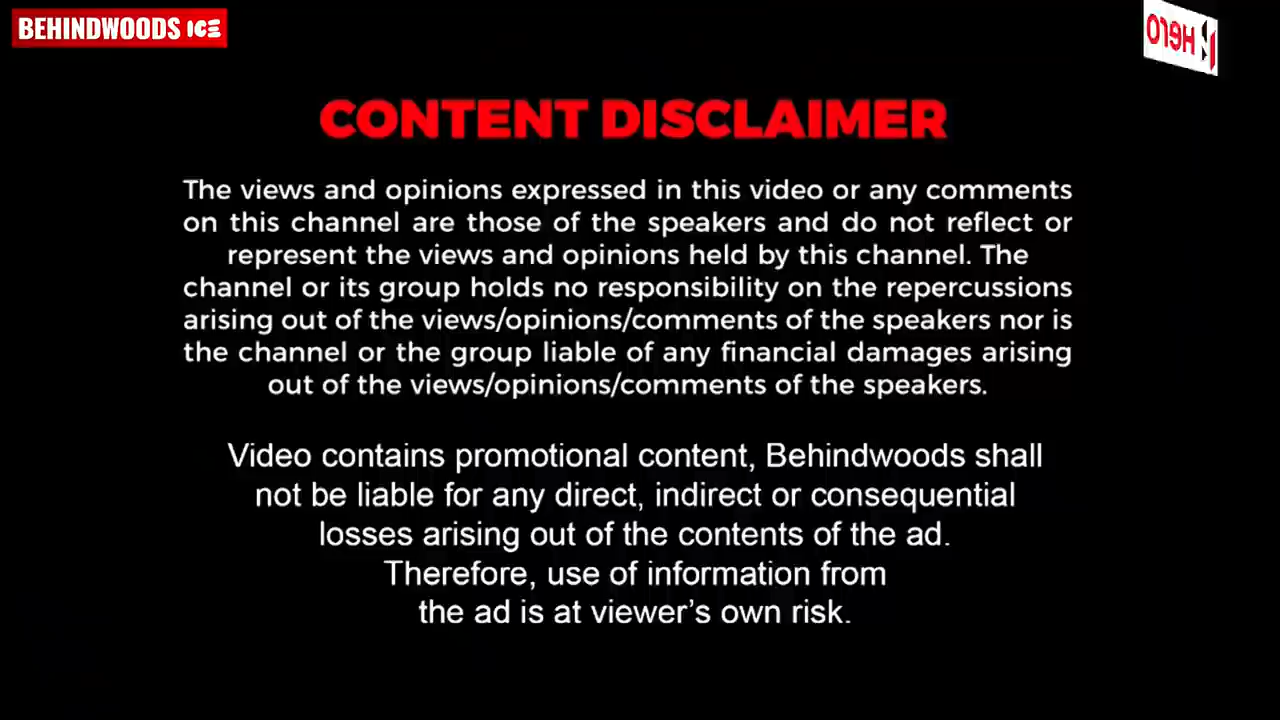 BEHINDWOODS ICE
Hero
CONTENT DISCLAIMER
The views and opinions expressed in this video or any comments
on this channel are those of the speakers and do not reflect or
represent the views and opinions held by this channel. The
channel or its group holds no responsibility on the repercussions
arising out of the views/opinions/comments of the speakers nor is
the channel or the group liable of any financial damages arising
out of the views/opinions/comments of the speakers.
Video contains promotional content, Behindwoods shall
not be liable for any direct, indirect or consequential
losses arising out of the contents of the ad.
Therefore, use of information from
the ad is at viewer’s own risk.